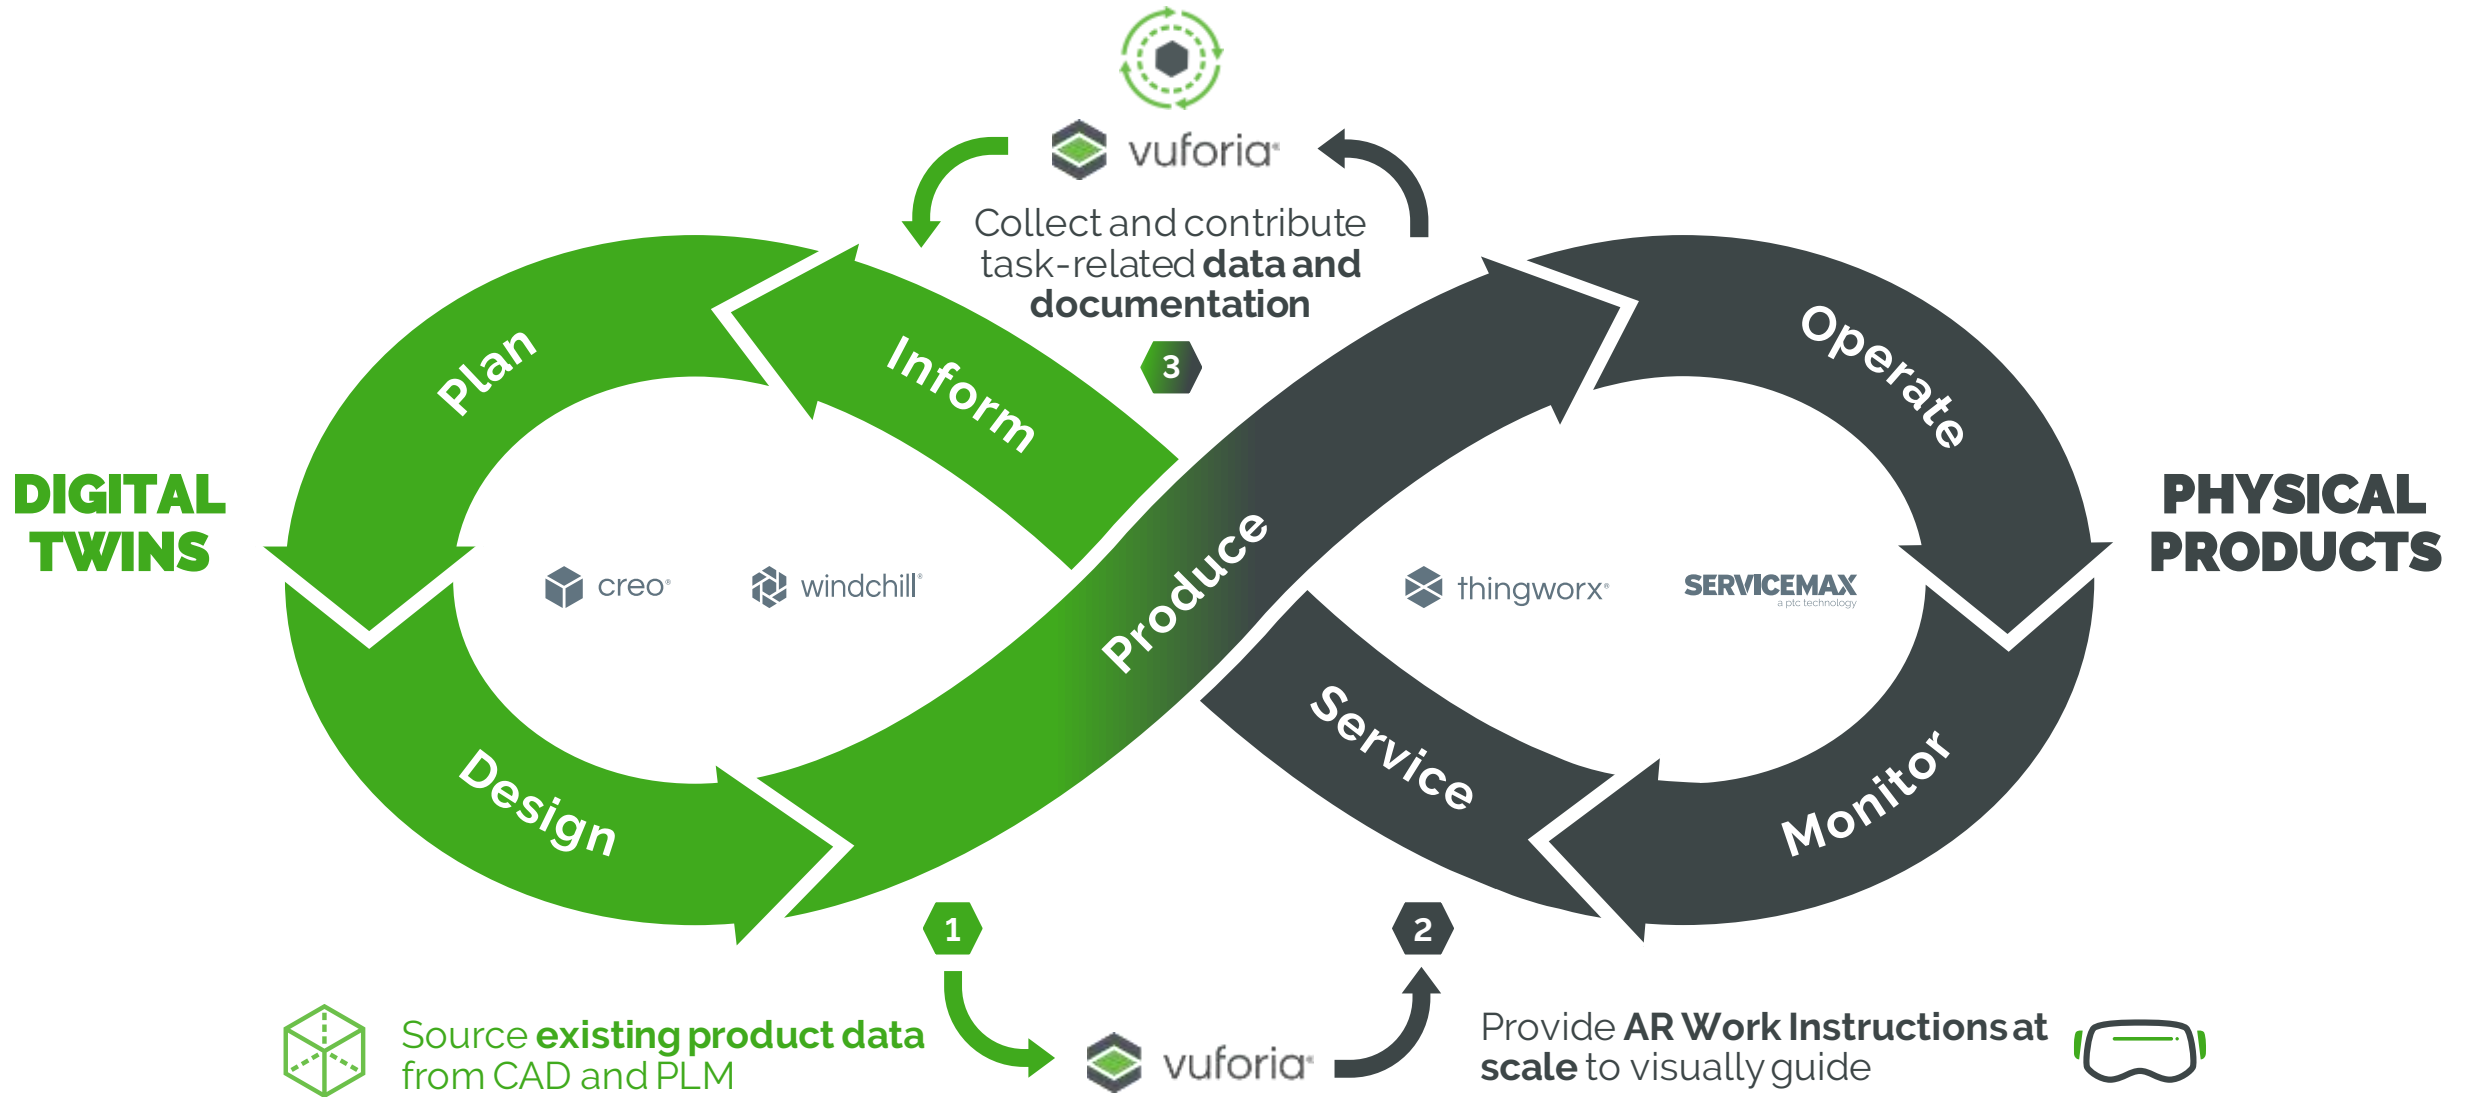 vuforia®
Collect and contribute
task-related data and
documentation
3
Plan
Inform
Operate
DIGITAL
TWINS
creo®
windchill®
Produce
thingworx®
SERVICEMAX
a ptc technology
PHYSICAL
PRODUCTS
Design
Service
Monitor
1
2
Source existing product data
from CAD and PLM
vuforia®
Provide AR Work Instructions at
scale to visually guide